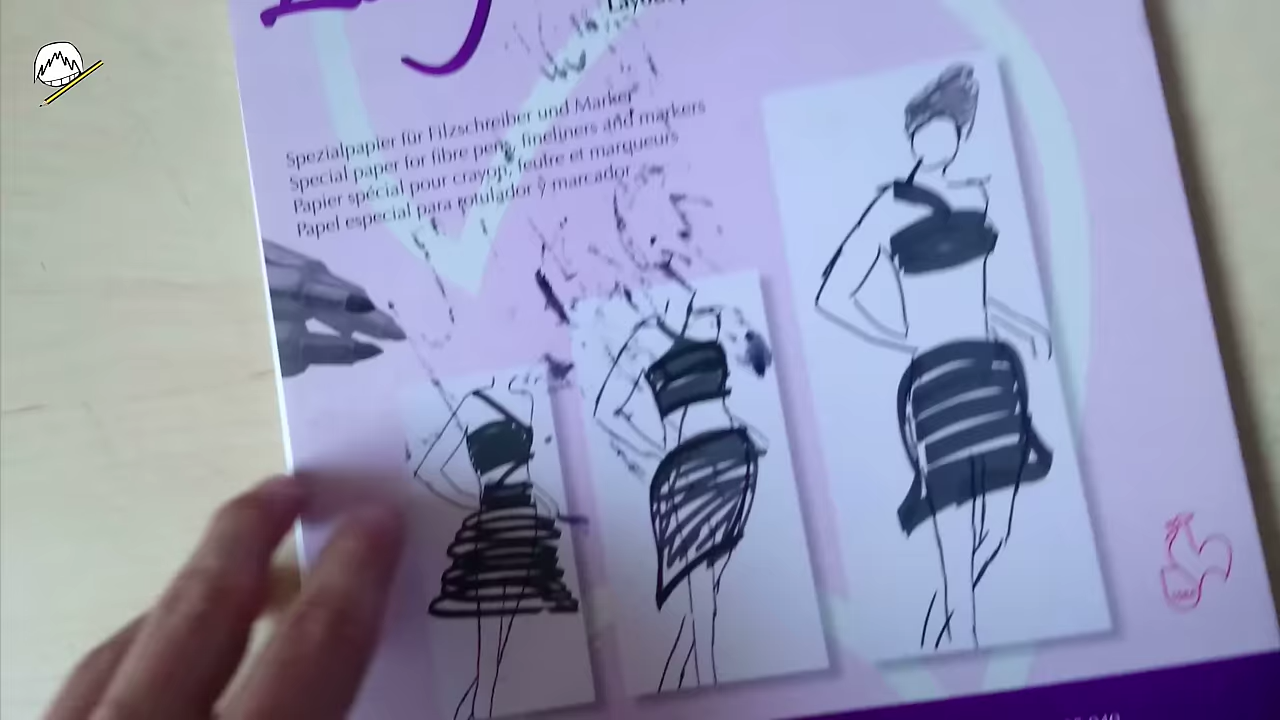 Spezialpapier für Filzschreiber und Marker
Special paper for fibre pens, fineliners and markers
Papier spécial pour crayon, feutre et marqueurs
Papel especial para rotulador y marcador